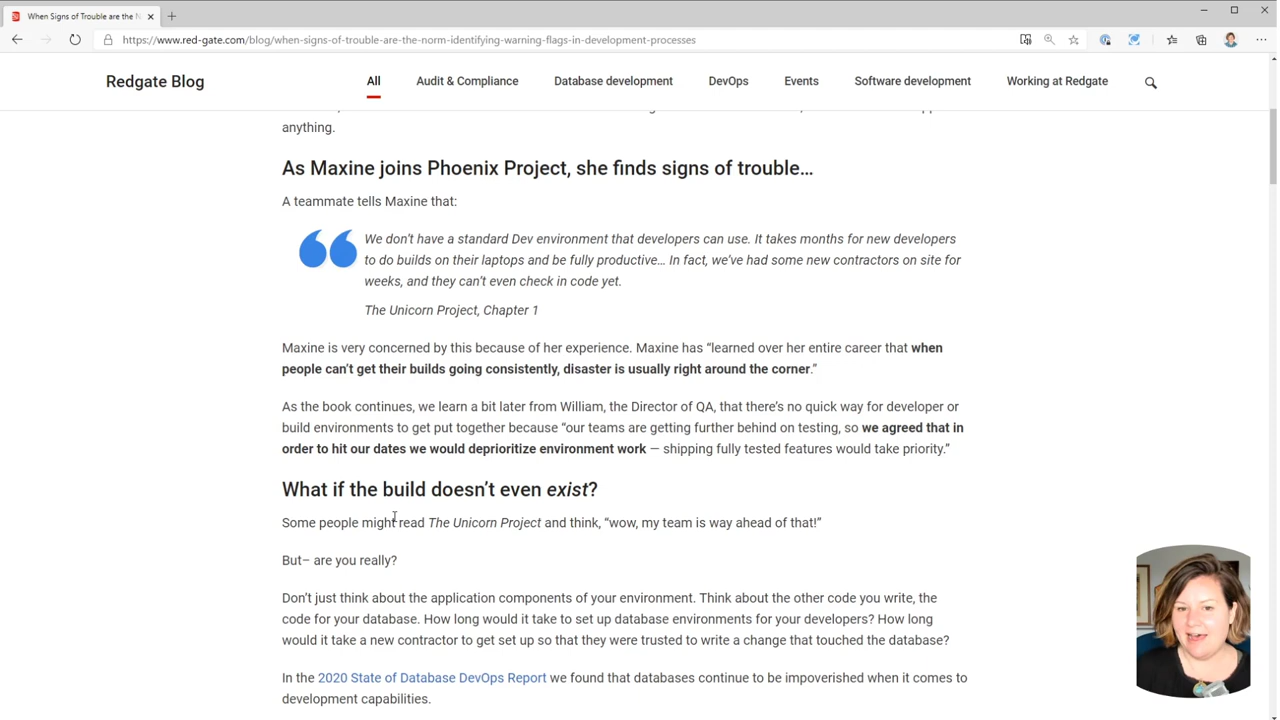 When Signs of Trouble are the N
https://www.red-gate.com/blog/when-signs-of-trouble-are-the-norm-identifying-warning-flags-in-development-processes
Redgate Blog
All
Audit & Compliance
Database development
DevOps
Events
Software development
Working at Redgate
anything.
As Maxine joins Phoenix Project, she finds signs of trouble…
A teammate tells Maxine that:
We don’t have a standard Dev environment that developers can use. It takes months for new developers
to do builds on their laptops and be fully productive… In fact, we’ve had some new contractors on site for
weeks, and they can’t even check in code yet.
The Unicorn Project, Chapter 1
Maxine is very concerned by this because of her experience. Maxine has “learned over her entire career that when
people can’t get their builds going consistently, disaster is usually right around the corner.”
As the book continues, we learn a bit later from William, the Director of QA, that there’s no quick way for developer or
build environments to get put together because “our teams are getting further behind on testing, so we agreed that in
order to hit our dates we would deprioritize environment work — shipping fully tested features would take priority.”
What if the build doesn’t even exist?
Some people might read The Unicorn Project and think, “wow, my team is way ahead of that!”
But– are you really?
Don’t just think about the application components of your environment. Think about the other code you write, the
code for your database. How long would it take to set up database environments for your developers? How long
would it take a new contractor to get set up so that they were trusted to write a change that touched the database?
In the 2020 State of Database DevOps Report we found that databases continue to be impoverished when it comes to
development capabilities.